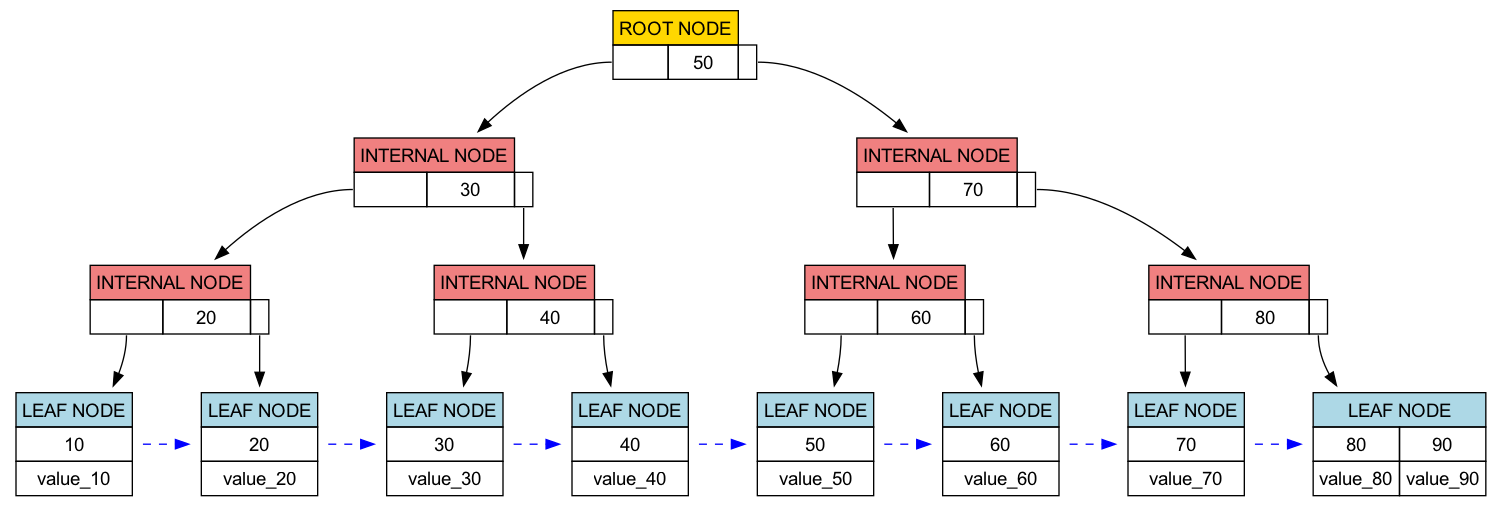 ROOT NODE
50
INTERNAL NODE INTERNAL NODE
30 70
INTERNAL NODE INTERNAL NODE INTERNAL NODE INTERNAL NODE
20 40 60 80
LEAF NODE LEAF NODE LEAF NODE LEAF NODE LEAF NODE LEAF NODE LEAF NODE LEAF NODE
10 20 30 40 50 60 70 80 90
value_10 value_20 value_30 value_40 value_50 value_60 value_70 value_80 value_90